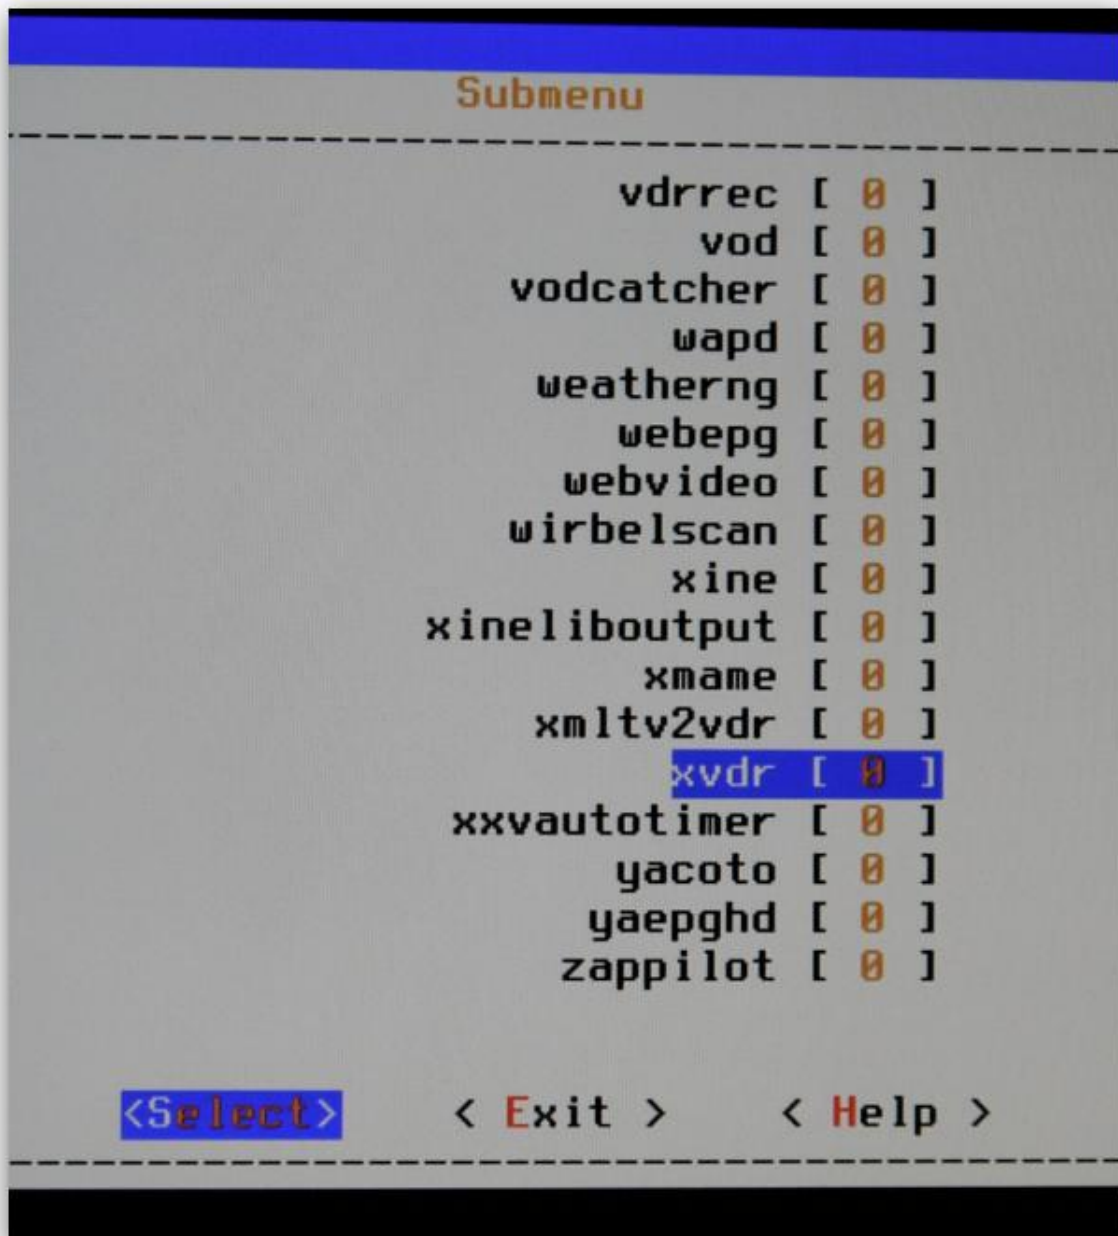 Submenu
vdrrec [ 0 ]
vod [ 0 ]
vodcatcher [ 0 ]
wapd [ 0 ]
weatherng [ 0 ]
webepg [ 0 ]
webvideo [ 0 ]
wirbelscan [ 0 ]
xine [ 0 ]
xineliboutput [ 0 ]
xmame [ 0 ]
xmltv2vdr [ 0 ]
xvdr [ 0 ]
xxvautotimer [ 0 ]
yacoto [ 0 ]
yaepghd [ 0 ]
zappilot [ 0 ]
<Select> < Exit > < Help >